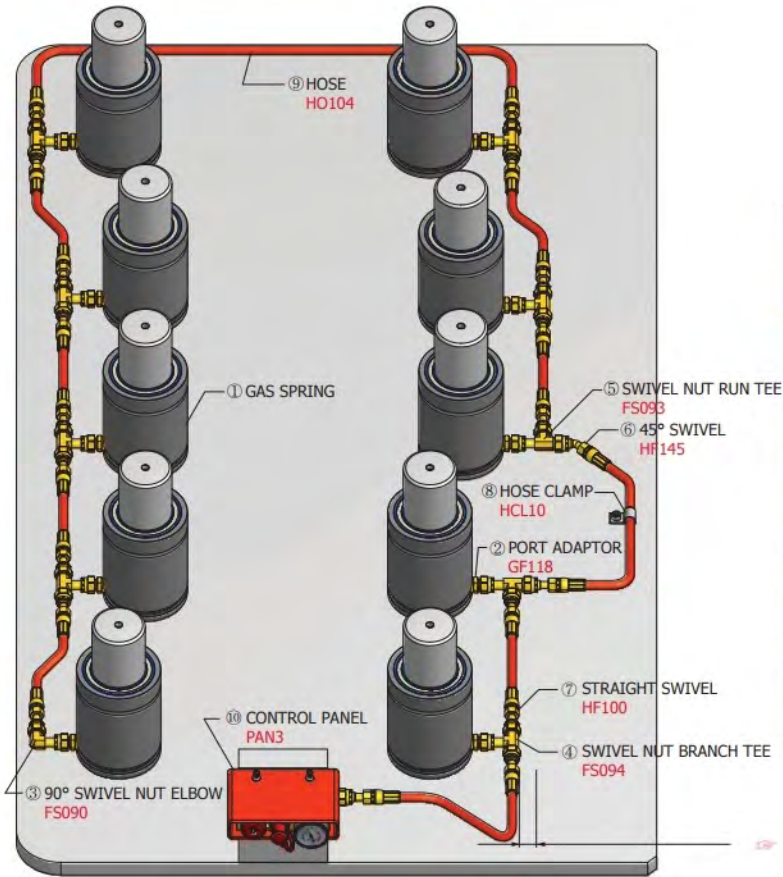 ⑨ HOSE
HO104
① GAS SPRING
⑤ SWIVEL NUT RUN TEE
FS093
⑥ 45° SWIVEL
HF145
⑧ HOSE CLAMP
HCL10
② PORT ADAPTOR
GF118
⑦ STRAIGHT SWIVEL
HF100
⑩ CONTROL PANEL
PAN3
④ SWIVEL NUT BRANCH TEE
FS094
③ 90° SWIVEL NUT ELBOW
FS090